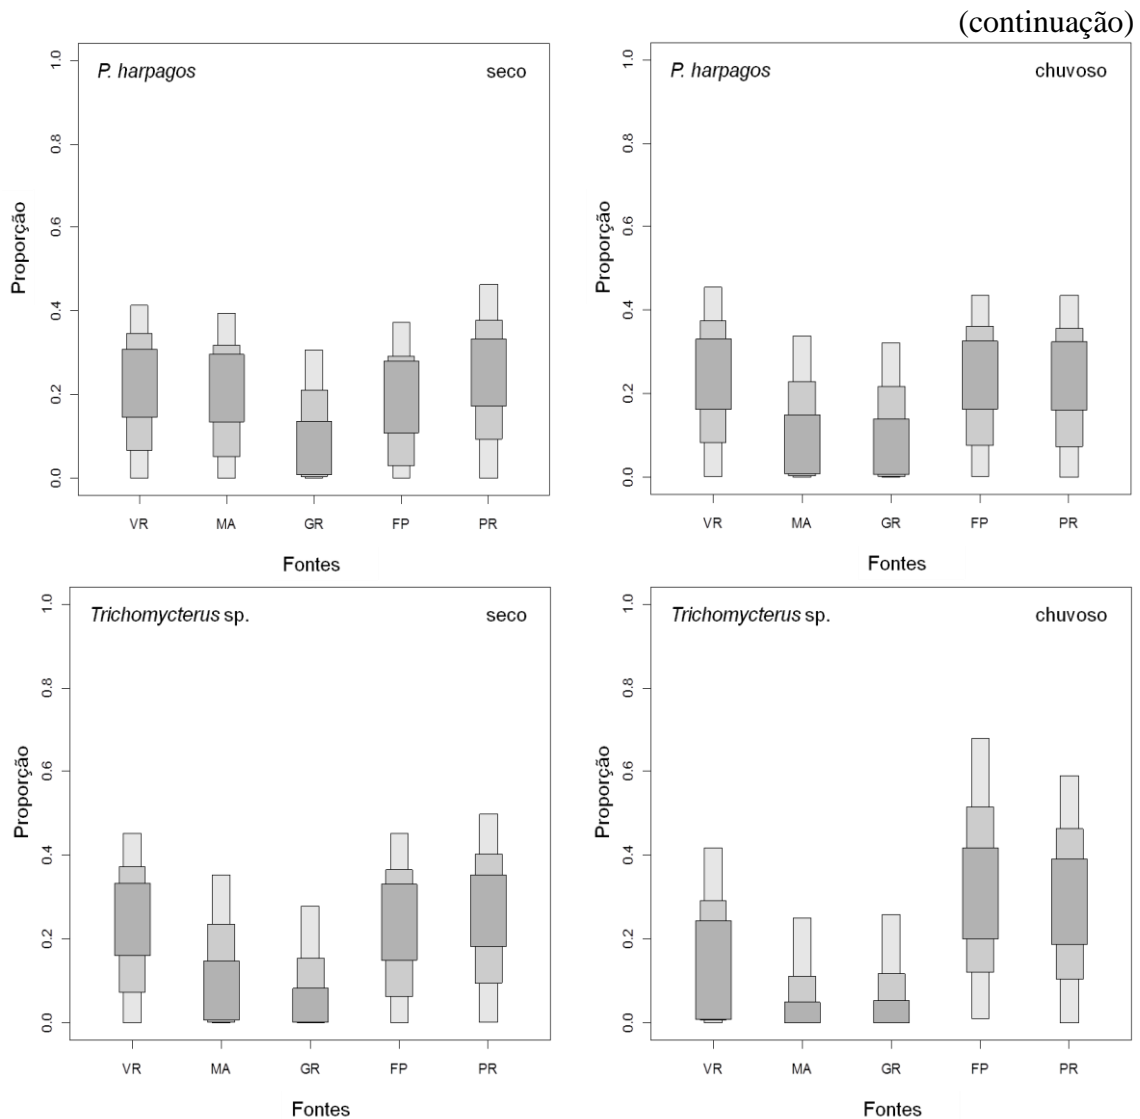 (continuação)
P. harpagos seco
Proporção
1.0
0.8
0.6
0.4
0.2
0.0
VR MA GR FP PR
Fontes
P. harpagos chuvoso
Proporção
1.0
0.8
0.6
0.4
0.2
0.0
VR MA GR FP PR
Fontes
Trichomycterus sp. seco
Proporção
1.0
0.8
0.6
0.4
0.2
0.0
VR MA GR FP PR
Fontes
Trichomycterus sp. chuvoso
Proporção
1.0
0.8
0.6
0.4
0.2
0.0
VR MA GR FP PR
Fontes